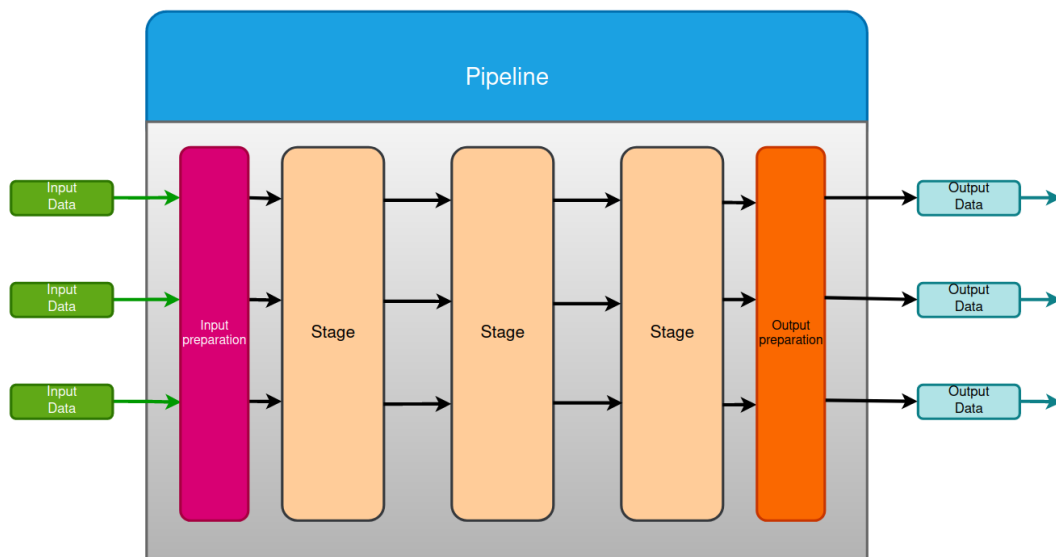 Pipeline
Input
Data
Input
Data
Input
Data
Input
preparation
Stage
Stage
Stage
Output
preparation
Output
Data
Output
Data
Output
Data